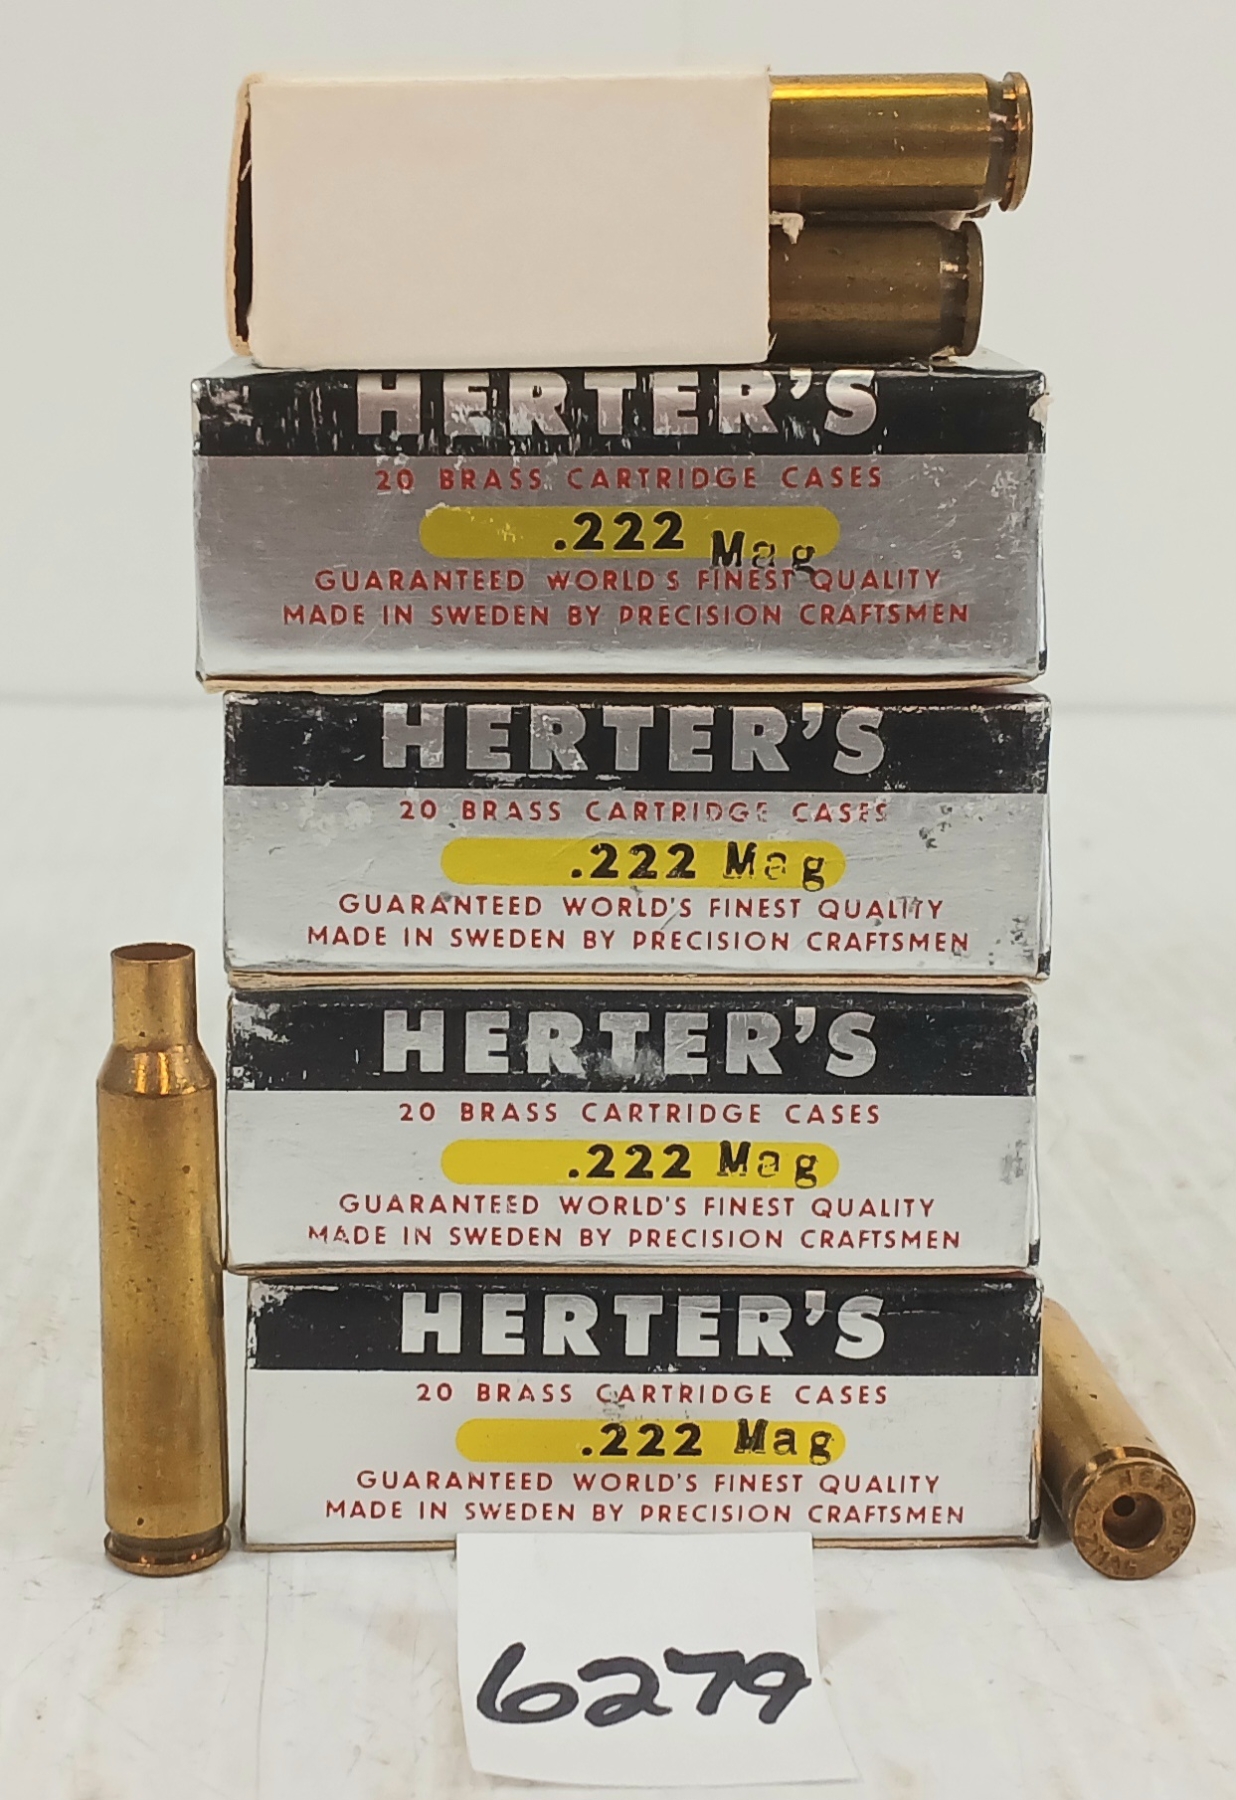 HERTER'S
20 BRASS CARTRIDGE CASES
.222 Mag
GUARANTEED WORLD'S FINEST QUALITY
MADE IN SWEDEN BY PRECISION CRAFTSMEN
HERTER'S
20 BRASS CARTRIDGE CASES
.222 Mag
GUARANTEED WORLD'S FINEST QUALITY
MADE IN SWEDEN BY PRECISION CRAFTSMEN
HERTER'S
20 BRASS CARTRIDGE CASES
.222 Mag
GUARANTEED WORLD'S FINEST QUALITY
MADE IN SWEDEN BY PRECISION CRAFTSMEN
HERTER'S
20 BRASS CARTRIDGE CASES
.222 Mag
GUARANTEED WORLD'S FINEST QUALITY
MADE IN SWEDEN BY PRECISION CRAFTSMEN
HERTER'S
6279